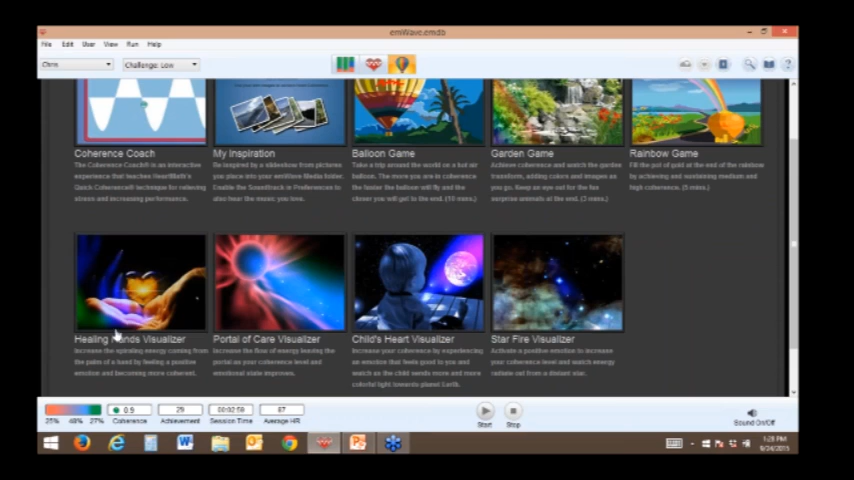 emWave.emdb
File Edit User View Run Help
Chris Challenge: Low
Coherence Coach My Inspiration Balloon Game Garden Game Rainbow Game
The Coherence Coach® is an interactive experience that teaches HeartMath's Quick Coherence® technique for relieving stress and increasing performance.
Be inspired by a slideshow from pictures you place into your emWave Media folder. Enable the Soundtrack in Preferences to also hear the music you love.
Take a trip around the world on a hot air balloon. The more you are in coherence the faster the balloon will fly and the closer you will get to the end. (10 mins.)
Achieve coherence and watch the garden transform, adding colors and images as you go. Keep an eye out for the fun surprise animals at the end. (3 mins.)
Fill the pot of gold at the end of the rainbow by achieving and sustaining medium and high coherence. (5 mins.)
Healing Hands Visualizer Portal of Care Visualizer Child's Heart Visualizer Star Fire Visualizer
Increase the spiraling energy coming from the palm of a hand by feeling a positive emotion and becoming more coherent.
Increase the flow of energy leaving the portal as your coherence level and emotional state improves.
Increase your coherence by experiencing an emotion that feels good to you and watch as the child sends more and more colorful light towards planet Earth.
Activate a positive emotion to increase your coherence level and watch energy radiate out from a distant star.
0.9 29 00:02:59 87
25% 48% 27% Coherence Achievement Session Time Average HR Start Stop Sound On/Off
1:28 PM
9/24/2015